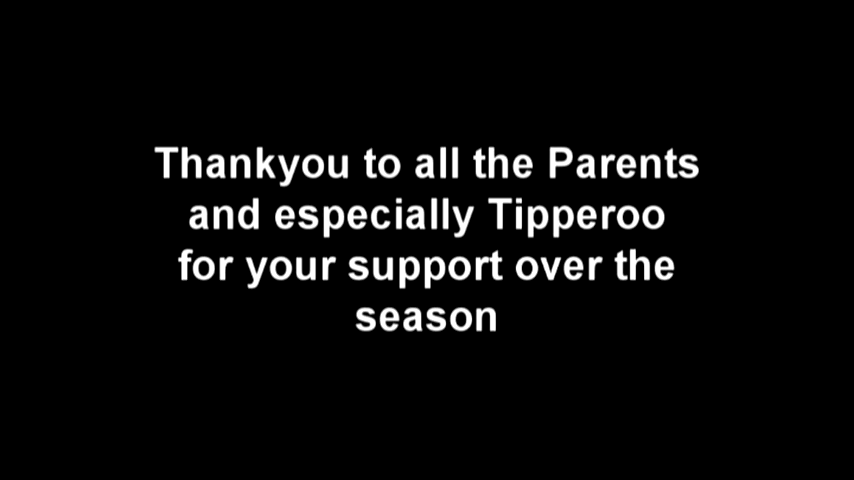 Thankyou to all the Parents
and especially Tipperoo
for your support over the
season